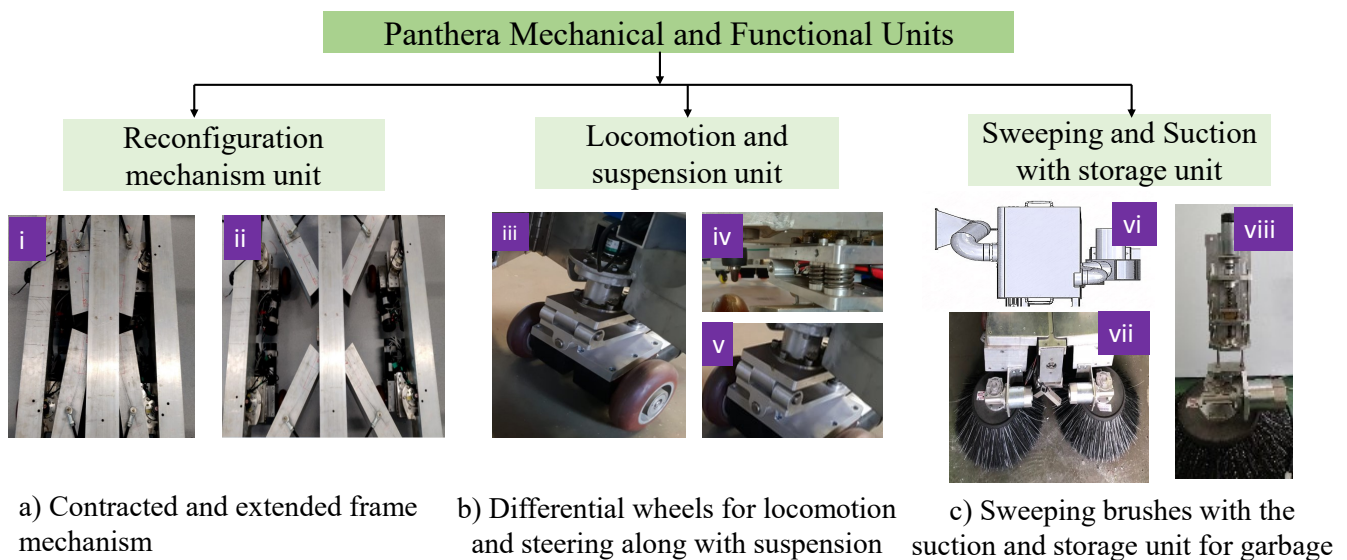 Panthera Mechanical and Functional Units
Reconfiguration
mechanism unit
Locomotion and
suspension unit
Sweeping and Suction
with storage unit
i
ii
iii
iv
v
vi
vii
viii
a) Contracted and extended frame
mechanism
b) Differential wheels for locomotion
and steering along with suspension
c) Sweeping brushes with the
suction and storage unit for garbage